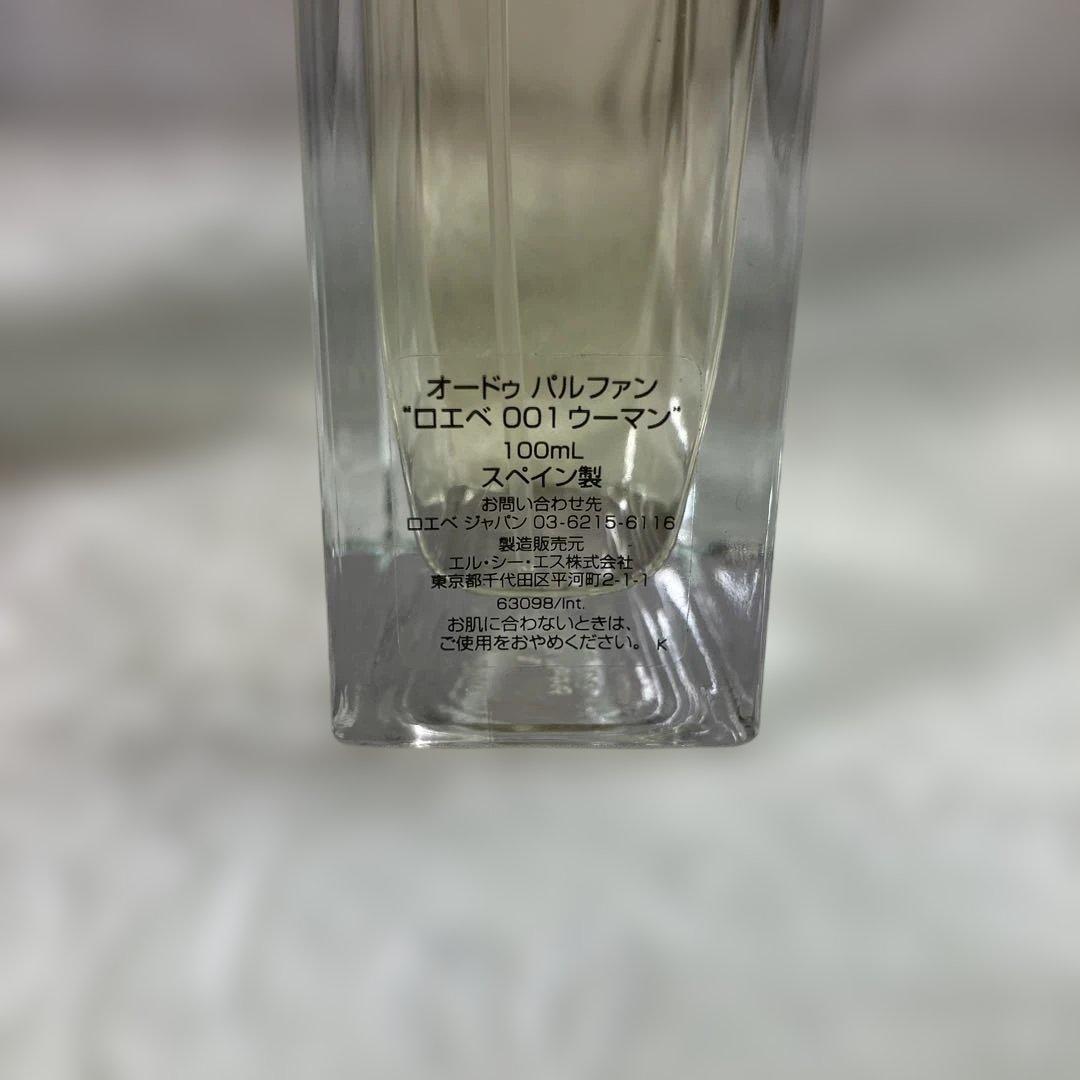 オードゥ パルファン
“ロエベ 001 ウーマン”
100mL
スペイン製
お問い合わせ先
ロエベ ジャパン 03-6215-6116
製造販売元
エル・シー・エス株式会社
東京都千代田区平河町2-1-1
63098/Int.
お肌に合わないときは、
ご使用をおやめください。 K